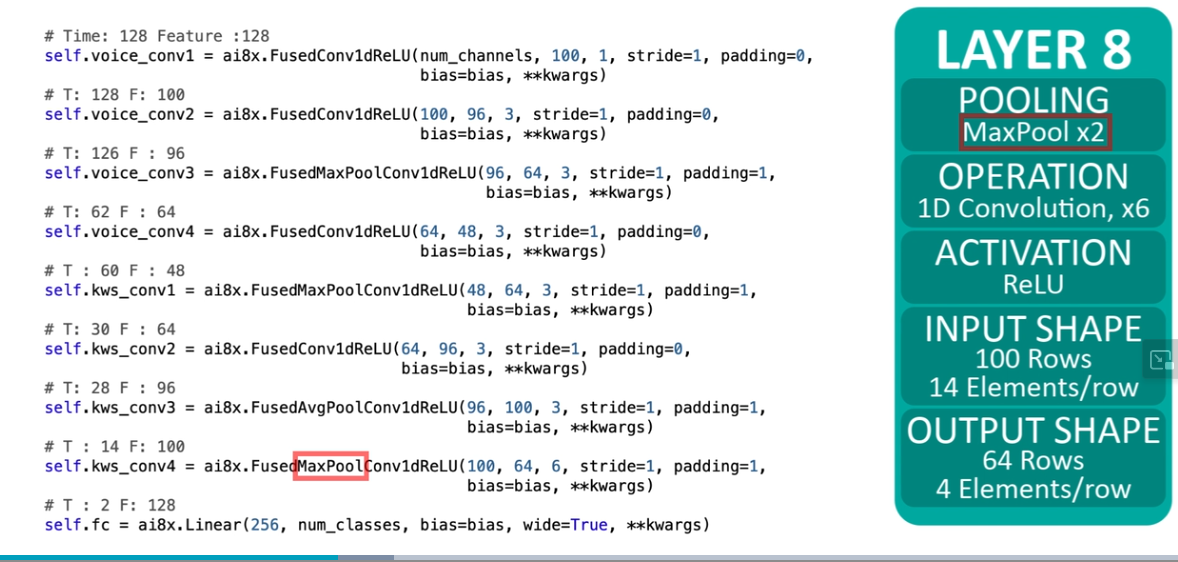 # Time: 128 Feature :128
self.voice_conv1 = ai8x.FusedConv1dReLU(num_channels, 100, 1, stride=1, padding=0,
bias=bias, **kwargs)
# T: 128 F: 100
self.voice_conv2 = ai8x.FusedConv1dReLU(100, 96, 3, stride=1, padding=0,
bias=bias, **kwargs)
# T: 126 F : 96
self.voice_conv3 = ai8x.FusedMaxPoolConv1dReLU(96, 64, 3, stride=1, padding=1,
bias=bias, **kwargs)
# T: 62 F : 64
self.voice_conv4 = ai8x.FusedConv1dReLU(64, 48, 3, stride=1, padding=0,
bias=bias, **kwargs)
# T : 60 F : 48
self.kws_conv1 = ai8x.FusedMaxPoolConv1dReLU(48, 64, 3, stride=1, padding=1,
bias=bias, **kwargs)
# T: 30 F : 64
self.kws_conv2 = ai8x.FusedConv1dReLU(64, 96, 3, stride=1, padding=0,
bias=bias, **kwargs)
# T: 28 F : 96
self.kws_conv3 = ai8x.FusedAvgPoolConv1dReLU(96, 100, 3, stride=1, padding=1,
bias=bias, **kwargs)
# T : 14 F: 100
self.kws_conv4 = ai8x.FusedMaxPoolConv1dReLU(100, 64, 6, stride=1, padding=1,
bias=bias, **kwargs)
# T : 2 F: 128
self.fc = ai8x.Linear(256, num_classes, bias=bias, wide=True, **kwargs)
LAYER 8
POOLING
MaxPool x2
OPERATION
1D Convolution, x6
ACTIVATION
ReLU
INPUT SHAPE
100 Rows
14 Elements/row
OUTPUT SHAPE
64 Rows
4 Elements/row